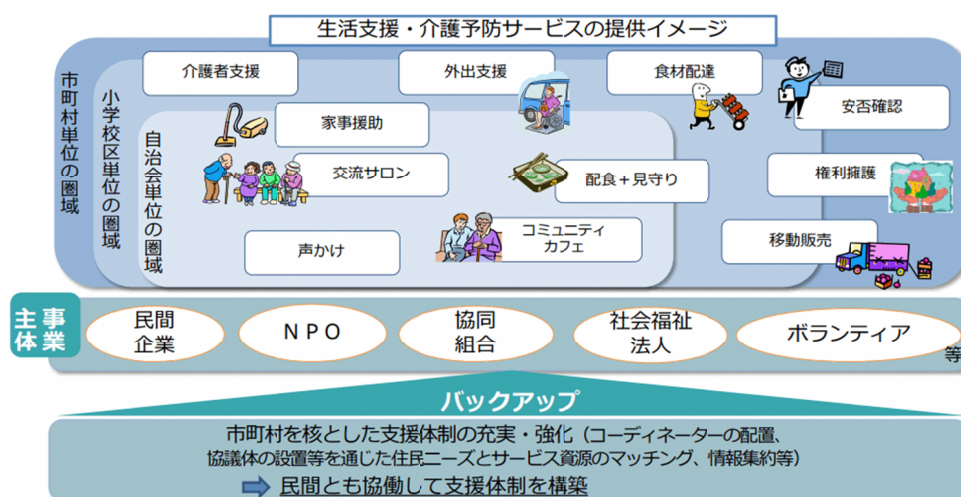 生活支援・介護予防サービスの提供イメージ
市町村単位の圏域
小学校区単位の圏域
自治会単位の圏域
介護者支援
外出支援
食材配達
安否確認
家事援助
交流サロン
配食+見守り
権利擁護
声かけ
コミュニティ
カフェ
移動販売
事業
主体
民間
企業
NPO
協同
組合
社会福祉
法人
ボランティア
等
バックアップ
市町村を核とした支援体制の充実・強化(コーディネーターの配置、
協議体の設置等を通じた住民ニーズとサービス資源のマッチング、情報集約等)
民間とも協働して支援体制を構築